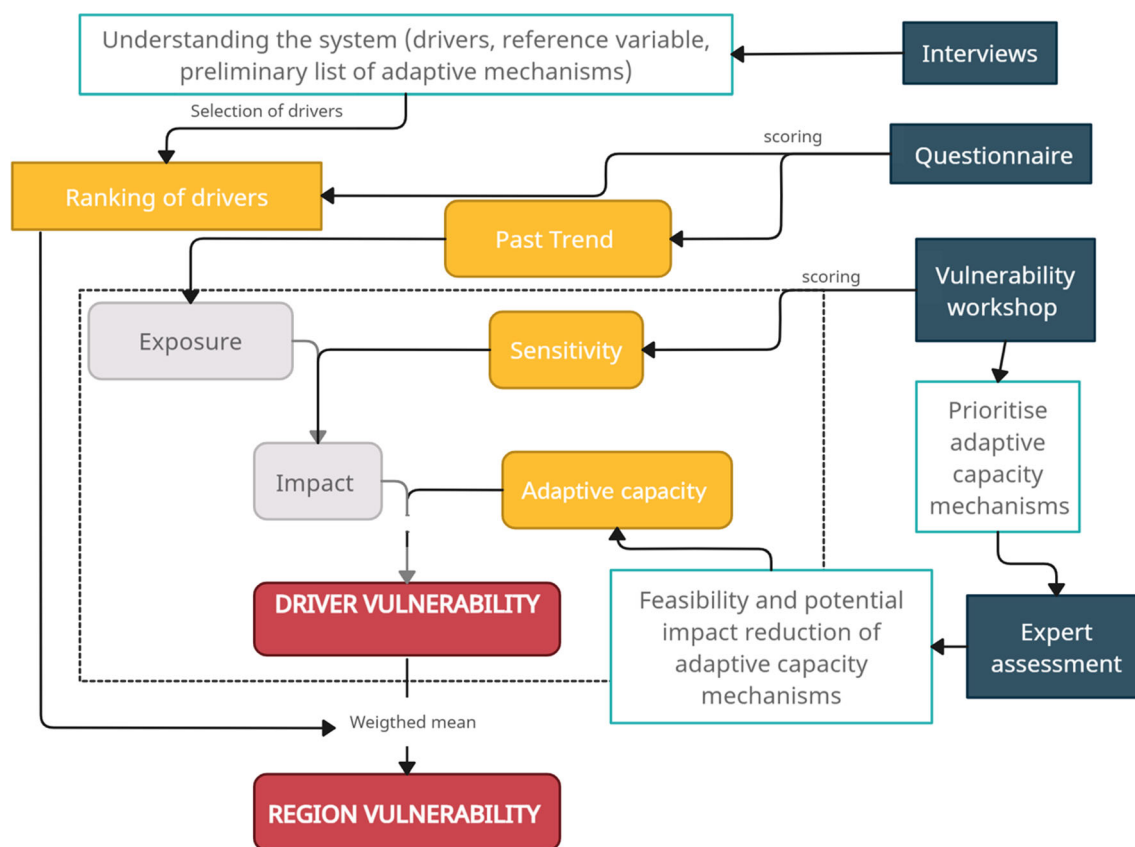 Understanding the system (drivers, reference variable,
preliminary list of adaptive mechanisms)
Interviews
Selection of drivers
scoring
Questionnaire
Ranking of drivers
Past Trend
scoring
Vulnerability
workshop
Exposure
Sensitivity
Prioritise
adaptive
capacity
mechanisms
Impact
Adaptive capacity
DRIVER VULNERABILITY
Feasibility and potential
impact reduction of
adaptive capacity
mechanisms
Expert
assessment
Weigthed mean
REGION VULNERABILITY